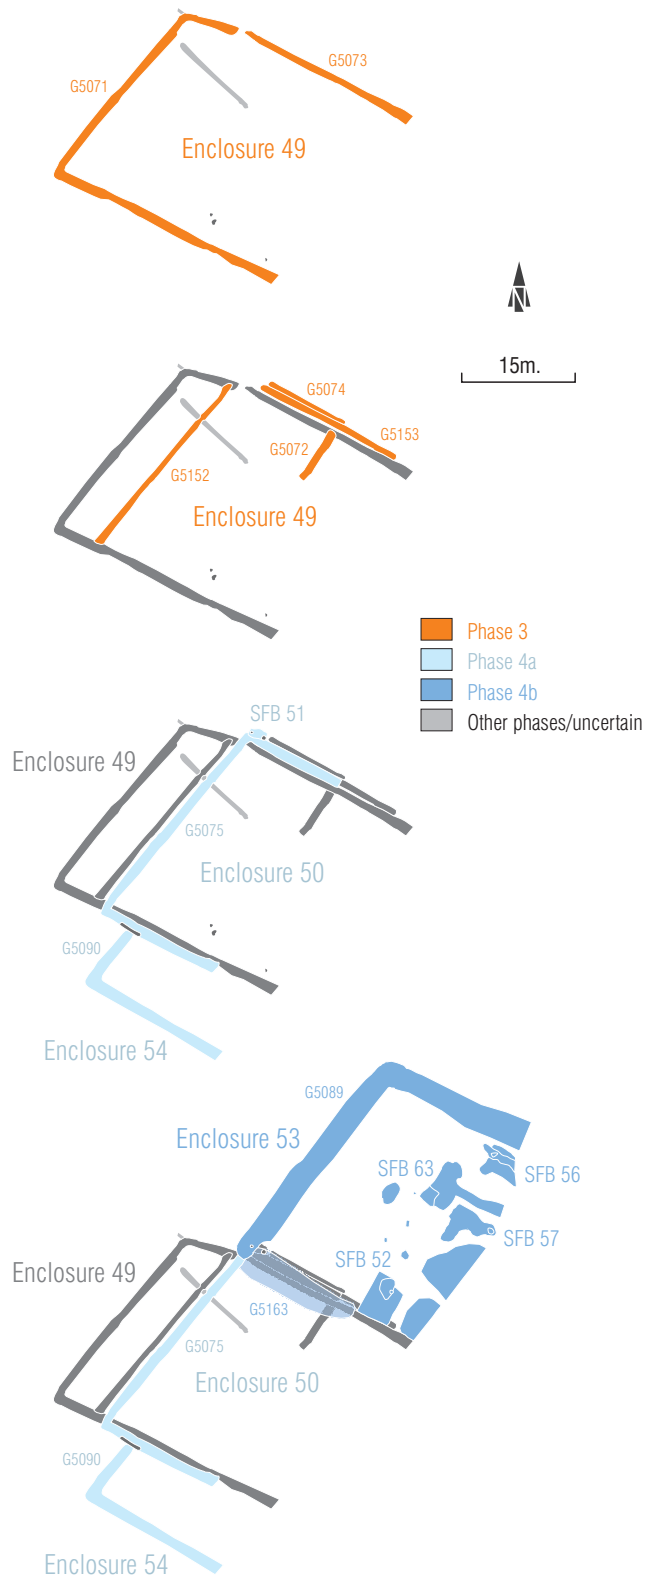 G5073
G5071
Enclosure 49
N
15m.
G5074
G5153
G5072
G5152
Enclosure 49
Phase 3
Phase 4a
Phase 4b
Other phases/uncertain
SFB 51
Enclosure 49
G5075
Enclosure 50
G5090
Enclosure 54
G5089
Enclosure 53
SFB 63
SFB 56
SFB 57
SFB 52
Enclosure 49
G5163
G5075
Enclosure 50
G5090
Enclosure 54